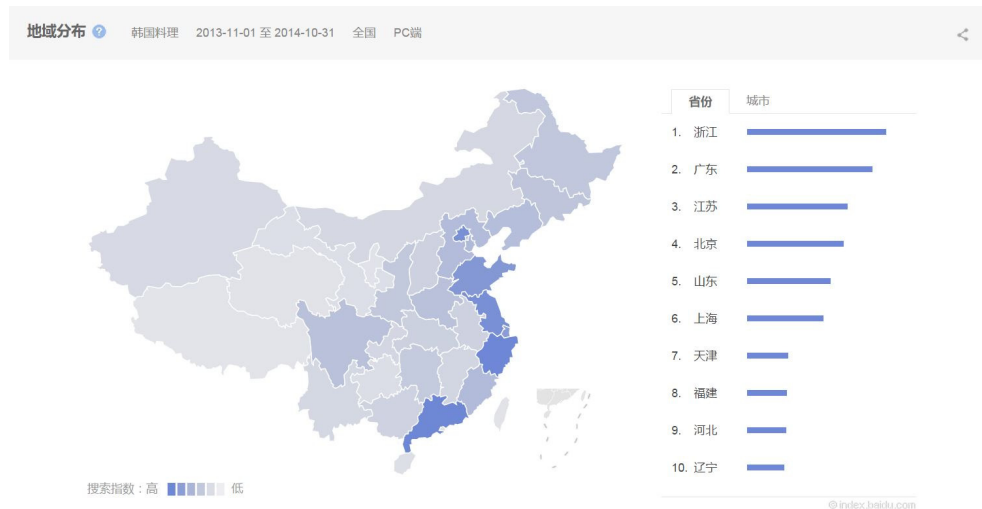 地域分布 ? 韩国料理 2013-11-01 至 2014-10-31 全国 PC端
省份 城市
1. 浙江
2. 广东
3. 江苏
4. 北京
5. 山东
6. 上海
7. 天津
8. 福建
9. 河北
10. 辽宁
搜索指数：高 低
©index.baidu.com